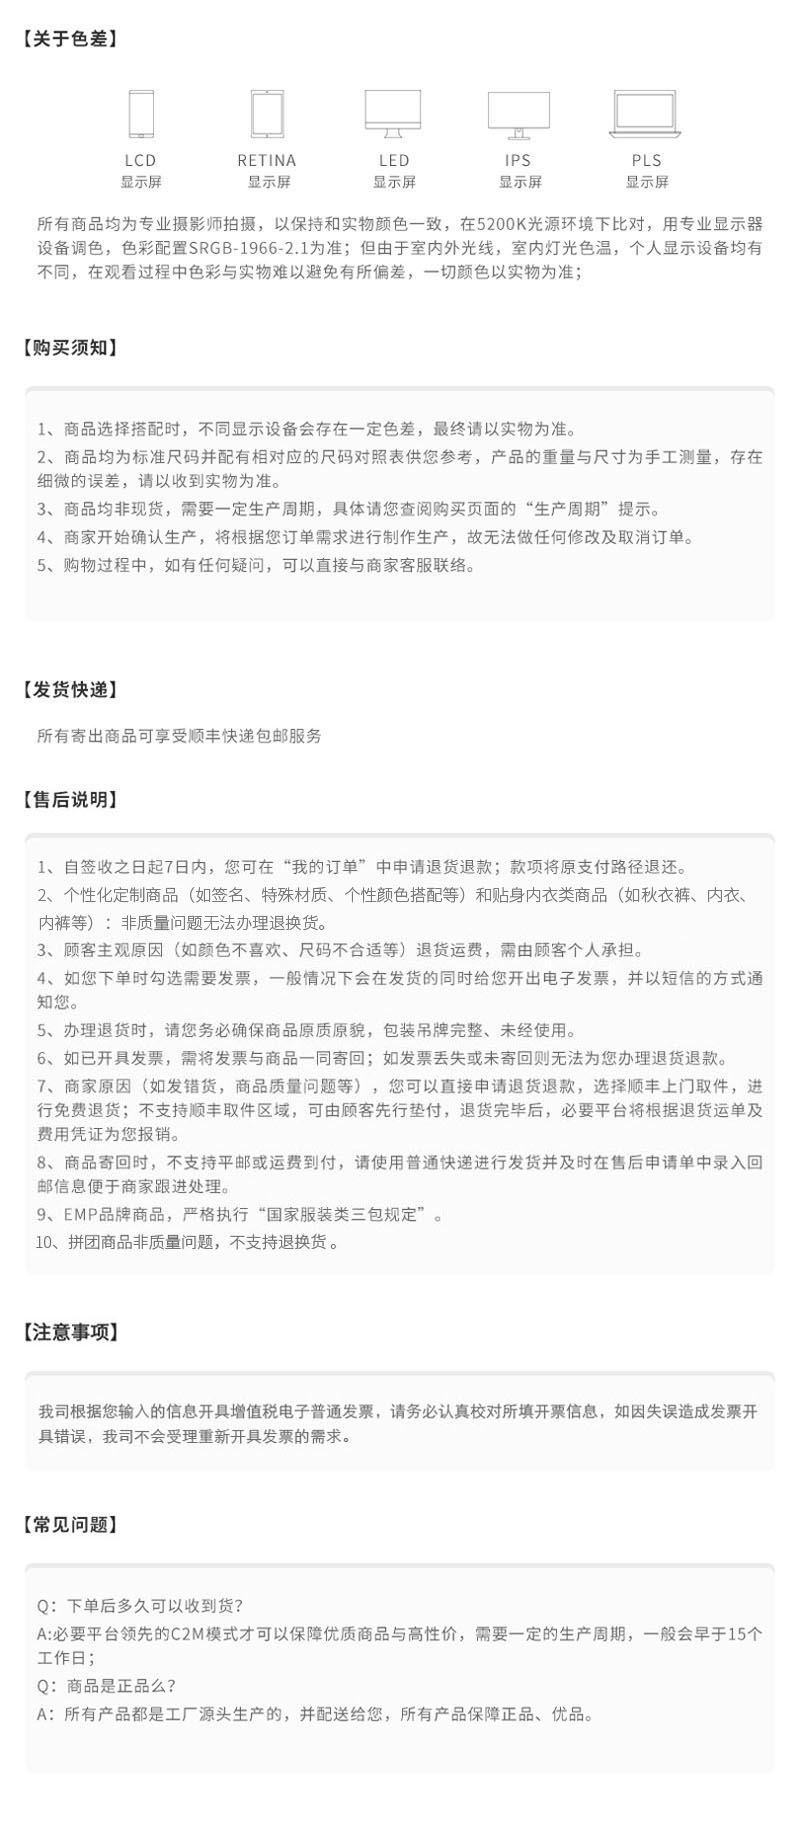 【关于色差】
LCD
RETINA
LED
IPS
PLS
显示屏
显示屏
显示屏
显示屏
显示屏
所有商品均为专业摄影师拍摄，以保持和实物颜色一致，在5200K光源环境下比对，用专业显示器
设备调色，色彩配置SRGB-1966-2.1为准；但由于室内外光线，室内灯光色温，个人显示设备均有
不同，在观看过程中色彩与实物难以避免有所偏差，一切颜色以实物为准；
【购买须知】
1、商品选择搭配时，不同显示设备会存在一定色差，最终请以实物为准。
2、商品均为标准尺码并配有相对应的尺码对照表供您参考，产品的重量与尺寸为手工测量，存在
细微的误差，请以收到实物为准。
3、商品均非现货，需要一定生产周期，具体请您查阅购买页面的“生产周期”提示。
4、商家开始确认生产，将根据您订单需求进行制作生产，故无法做任何修改及取消订单。
5、购物过程中，如有任何疑问，可以直接与商家客服联络。
【发货快递】
所有寄出商品可享受顺丰快递包邮服务
【售后说明】
1、自签收之日起7日内，您可在“我的订单”中申请退货退款；款项将原支付路径退还。
2、个性化定制商品（如签名、特殊材质、个性颜色搭配等）和贴身内衣类商品（如秋衣裤、内衣、
内裤等）：非质量问题无法办理退换货。
3、顾客主观原因（如颜色不喜欢、尺码不合适等）退货运费，需由顾客个人承担。
4、如您下单时勾选需要发票，一般情况下会在发货的同时给您开出电子发票，并以短信的方式通
知您。
5、办理退货时，请您务必确保商品原质原貌，包装吊牌完整、未经使用。
6、如已开具发票，需将发票与商品一同寄回；如发票丢失或未寄回则无法为您办理退货退款。
7、商家原因（如发错货，商品质量问题等），您可以直接申请退货退款，选择顺丰上门取件，进
行免费退货；不支持顺丰取件区域，可由顾客先行垫付，退货完毕后，必要平台将根据退货运单及
费用凭证为您报销。
8、商品寄回时，不支持平邮或运费到付，请使用普通快递进行发货并及时在售后申请单中录入回
邮信息便于商家跟进处理。
9、EMP品牌商品，严格执行“国家服装类三包规定”。
10、拼团商品非质量问题，不支持退换货 。
【注意事项】
我司根据您输入的信息开具增值税电子普通发票，请务必认真校对所填开票信息，如因失误造成发票开
具错误，我司不会受理重新开具发票的需求。
【常见问题】
Q：下单后多久可以收到货？
A:必要平台领先的C2M模式才可以保障优质商品与高性价，需要一定的生产周期，一般会早于15个
工作日；
Q：商品是正品么？
A：所有产品都是工厂源头生产的，并配送给您，所有产品保障正品、优品。